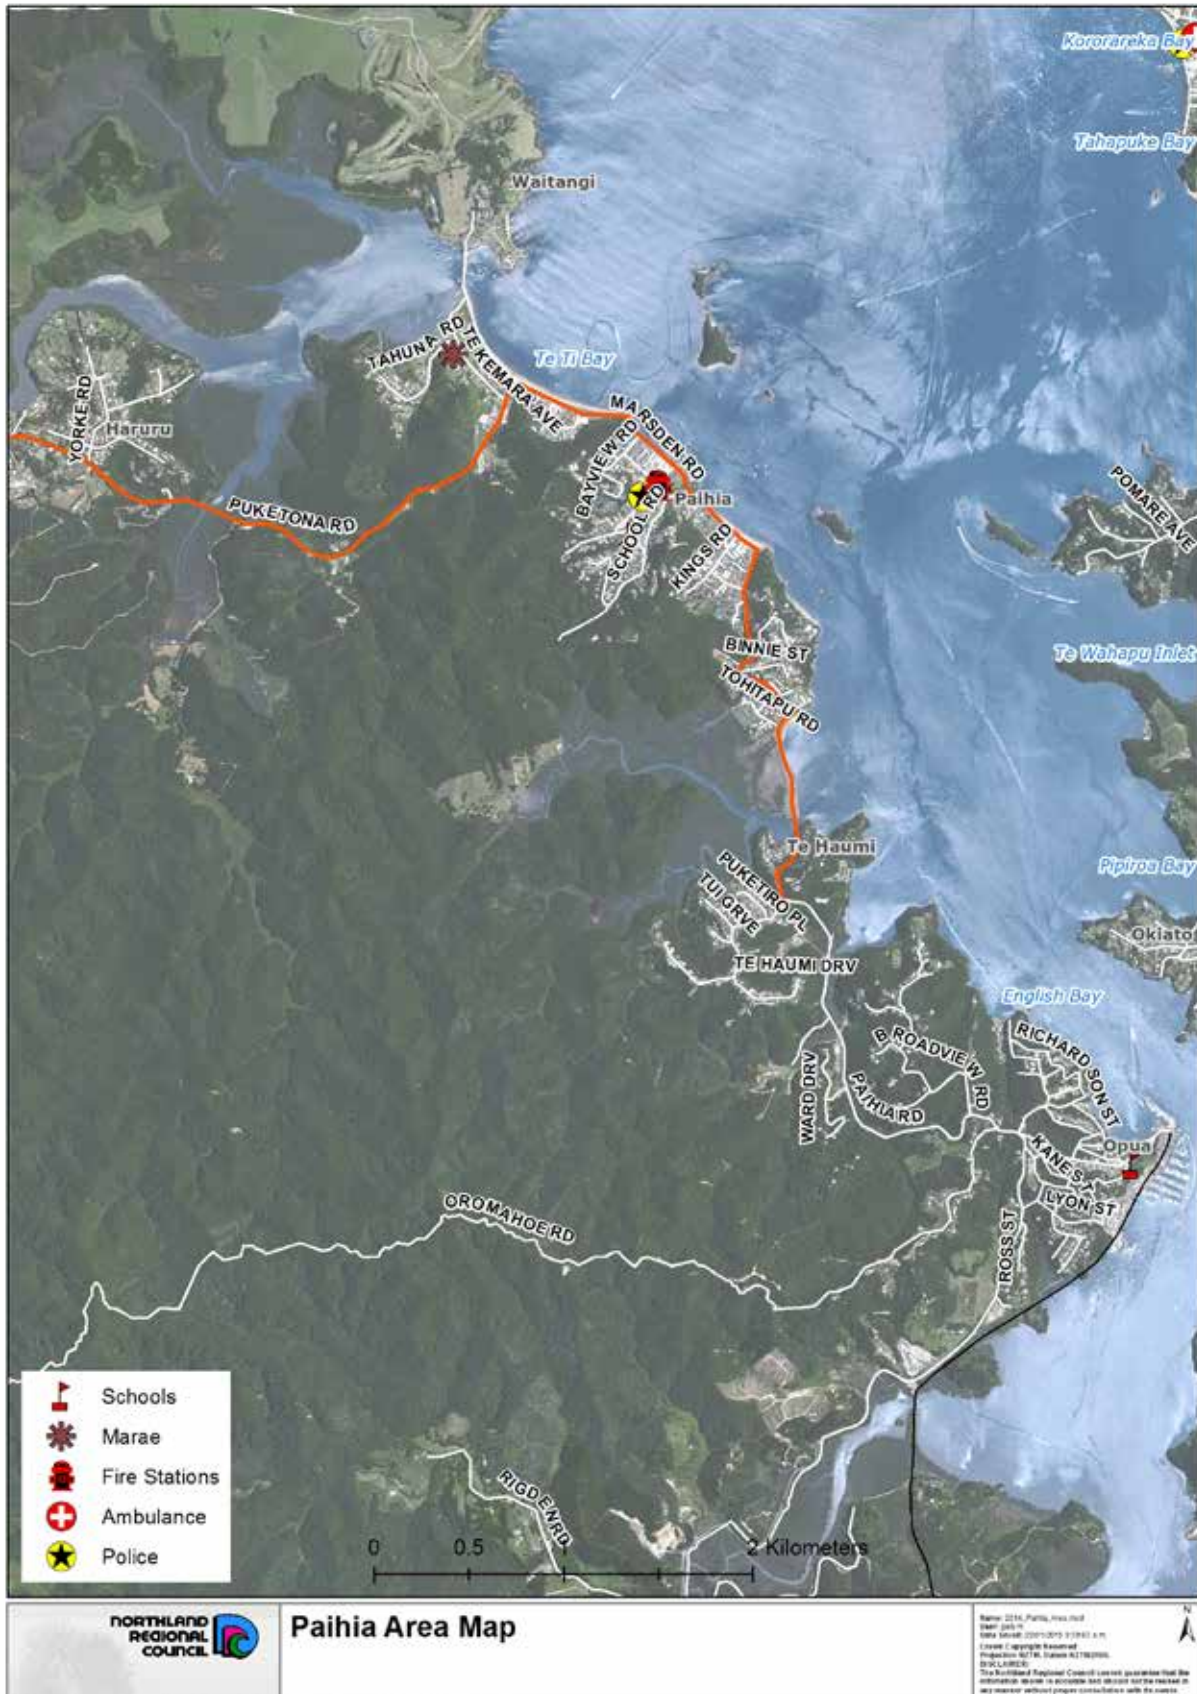 Kororareka Bay
Tahapuke Bay
Waitangi
TAHUNA RD
TE KEMARA AVE
Te Ti Bay
YORKE RD
Haruru
MARSDEN RD
BAYVIEW RD
Paihia
POMARE AVE
PUKETONA RD
SCHOOL RD
KINGS RD
BINNIE ST
Te Wahapu Inlet
TOHITAPU RD
Te Haumi
PUKETIRO PL
Pipiroa Bay
TUI GRVE
Okiato
TE HAUMI DRV
English Bay
RICHARDSON ST
BROADVIEW RD
WARD DRV
PAIHIA RD
Opua
KANE ST
LYON ST
OROMAHOE RD
ROSS ST
Schools
Marae
Fire Stations
Ambulance
Police
RIGDEN RD
0 0.5 2 Kilometers
NORTHLAND
REGIONAL
COUNCIL
Paihia Area Map
N
DISCLAIMER: